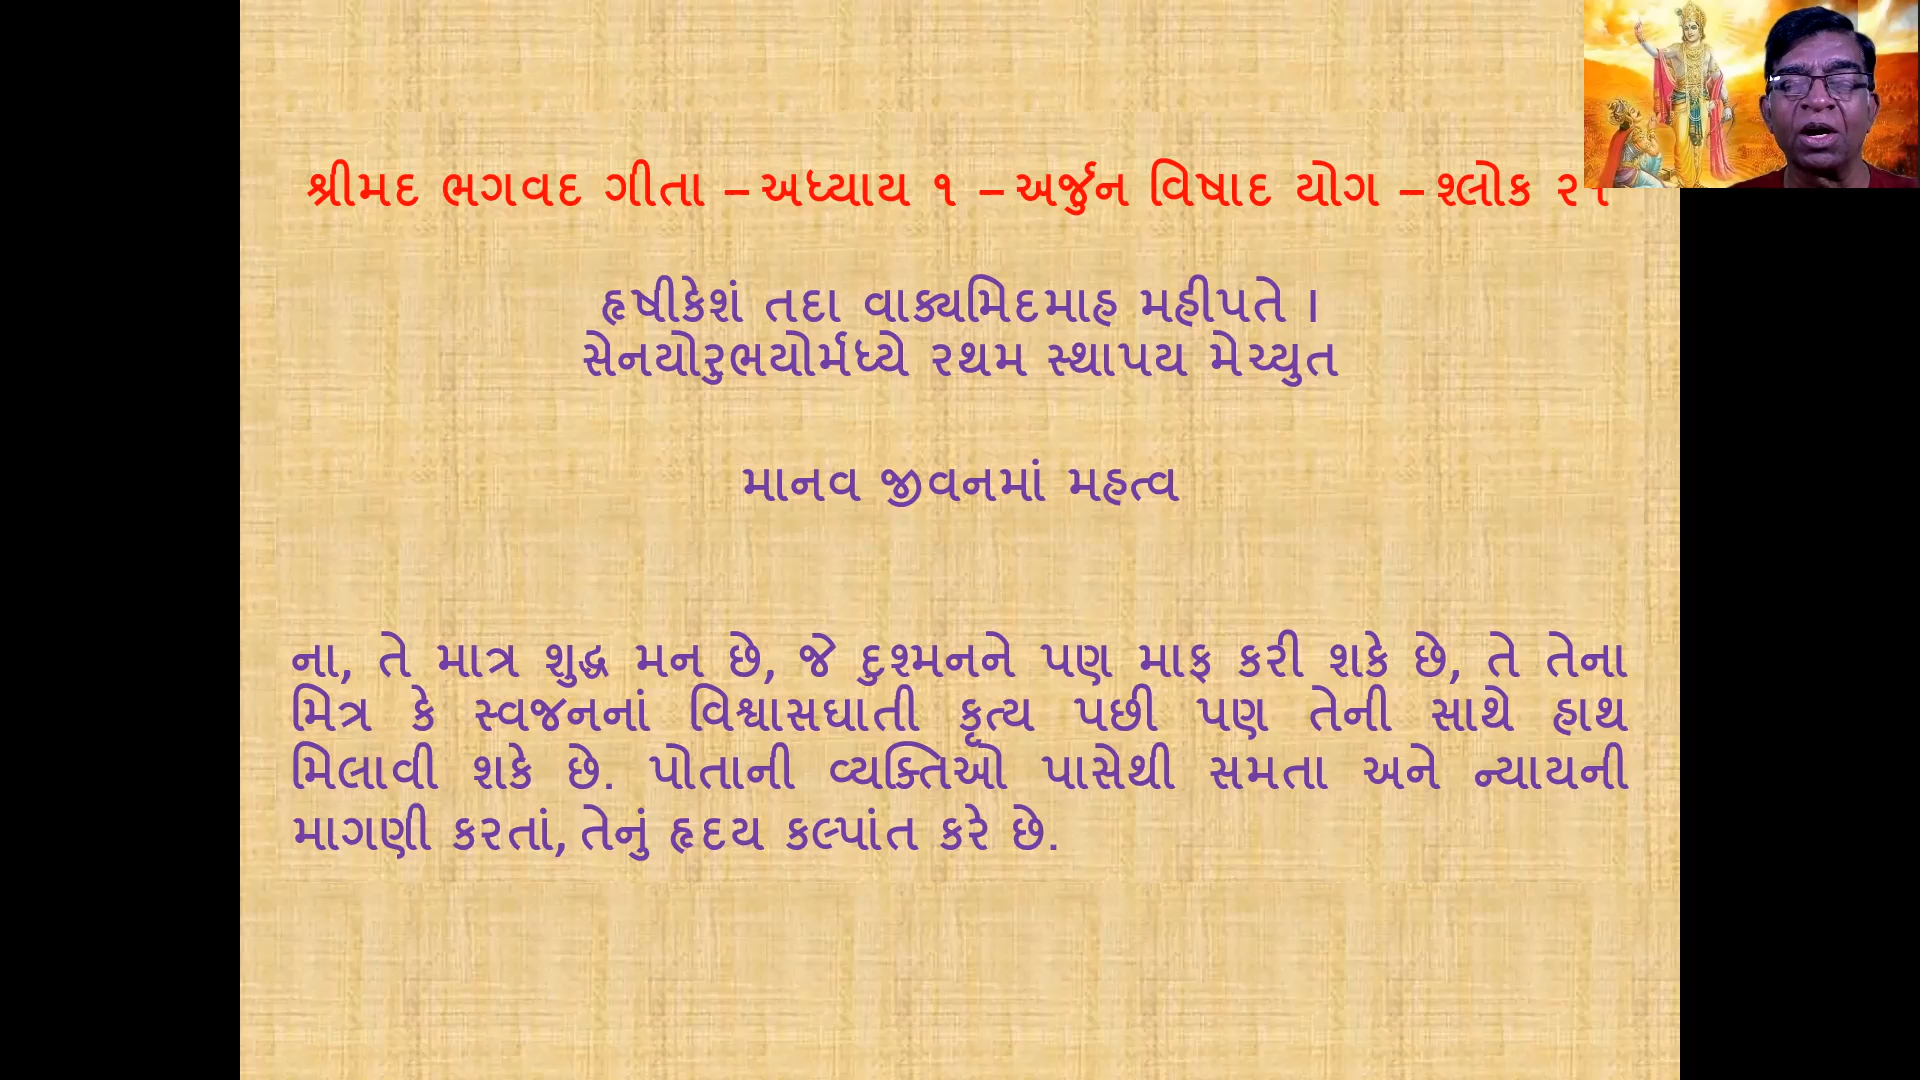 શ્રીમદ ભગવદ ગીતા – અધ્યાય ૧ – અર્જુન વિષાદ યોગ – શ્લોક ૨૧
હૃષીકેશં તદા વાક્યમિદમાહ મહીપતે ।
સેનયોરુભયોર્મધ્યે રથમ સ્થાપય મેચ્યુત
માનવ જીવનમાં મહત્વ
ના, તે માત્ર શુદ્ધ મન છે, જે દુશ્મનને પણ માફ કરી શકે છે, તે તેના
મિત્ર કે સ્વજનનાં વિશ્વાસઘાતી કૃત્ય પછી પણ તેની સાથે હાથ
મિલાવી શકે છે. પોતાની વ્યક્તિઓ પાસેથી સમતા અને ન્યાયની
માગણી કરતાં, તેનું હૃદય કલ્પાંત કરે છે.